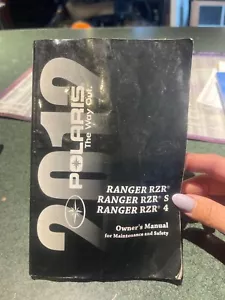 2012
POLARIS®
The Way Out.
RANGER RZR®
RANGER RZR® S
RANGER RZR® 4
Owner's Manual
for Maintenance and Safety